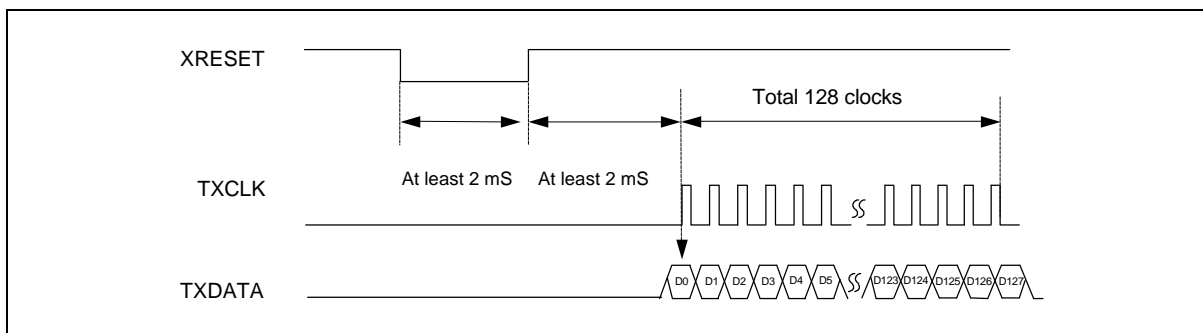 XRESET
Total 128 clocks
At least 2 mS At least 2 mS
TXCLK
D0 D1 D2 D3 D4 D5 D123 D124 D125 D126 D127
TXDATA